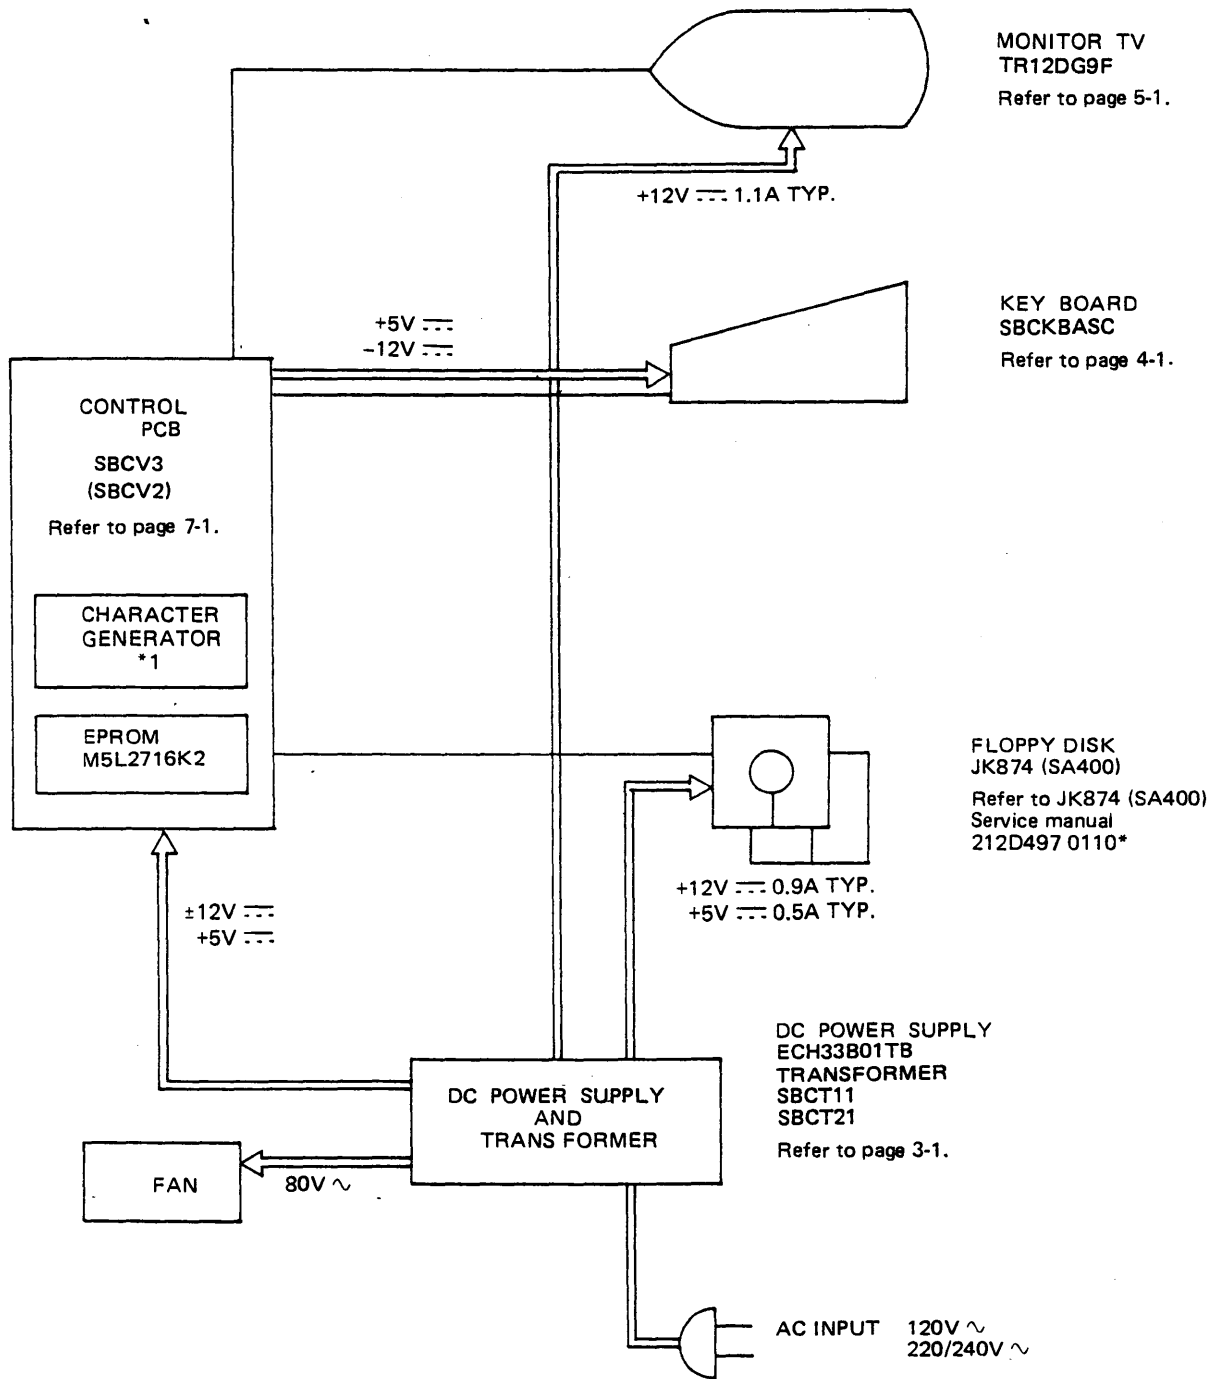 MONITOR TV
TR12DG9F
Refer to page 5-1.
+12V ⎓ 1.1A TYP.
KEY BOARD
SBCKBASC
Refer to page 4-1.
+5V ⎓
-12V ⎓
CONTROL
PCB
SBCV3
(SBCV2)
Refer to page 7-1.
CHARACTER
GENERATOR
*1
EPROM
M5L2716K2
FLOPPY DISK
JK874 (SA400)
Refer to JK874 (SA400)
Service manual
212D497 0110*
+12V ⎓ 0.9A TYP.
+5V ⎓ 0.5A TYP.
±12V ⎓
+5V ⎓
DC POWER SUPPLY
ECH33B01TB
TRANSFORMER
SBCT11
SBCT21
Refer to page 3-1.
DC POWER SUPPLY
AND
TRANS FORMER
FAN
80V ∿
AC INPUT 120V ∿
220/240V ∿